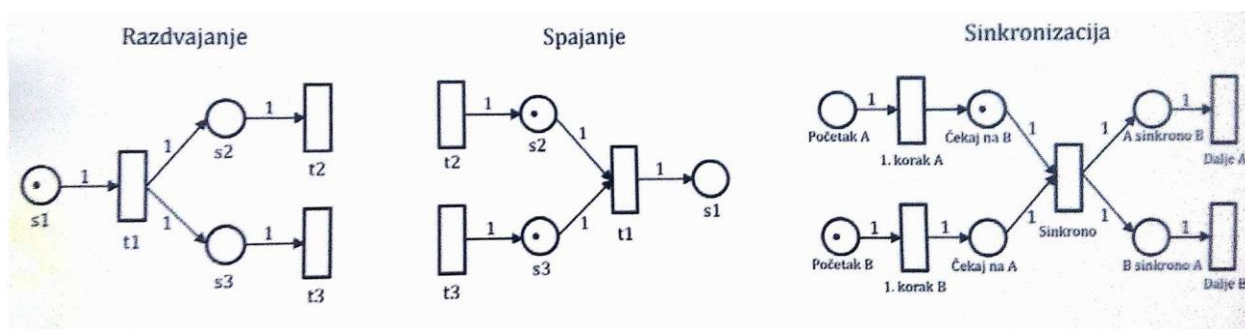 Razdvajanje
1
s1
t1
1
1
s2
s3
1
1
t2
t3
Spajanje
t2
t3
1
1
s2
s3
1
1
t1
1
s1
Sinkronizacija
Početak A
1
1. korak A
Čekaj na B
1
Početak B
1
1. korak B
1
Čekaj na A
1
Sinkrono
1
1
A sinkrono B
1
Dalje A
B sinkrono A
1
Dalje B